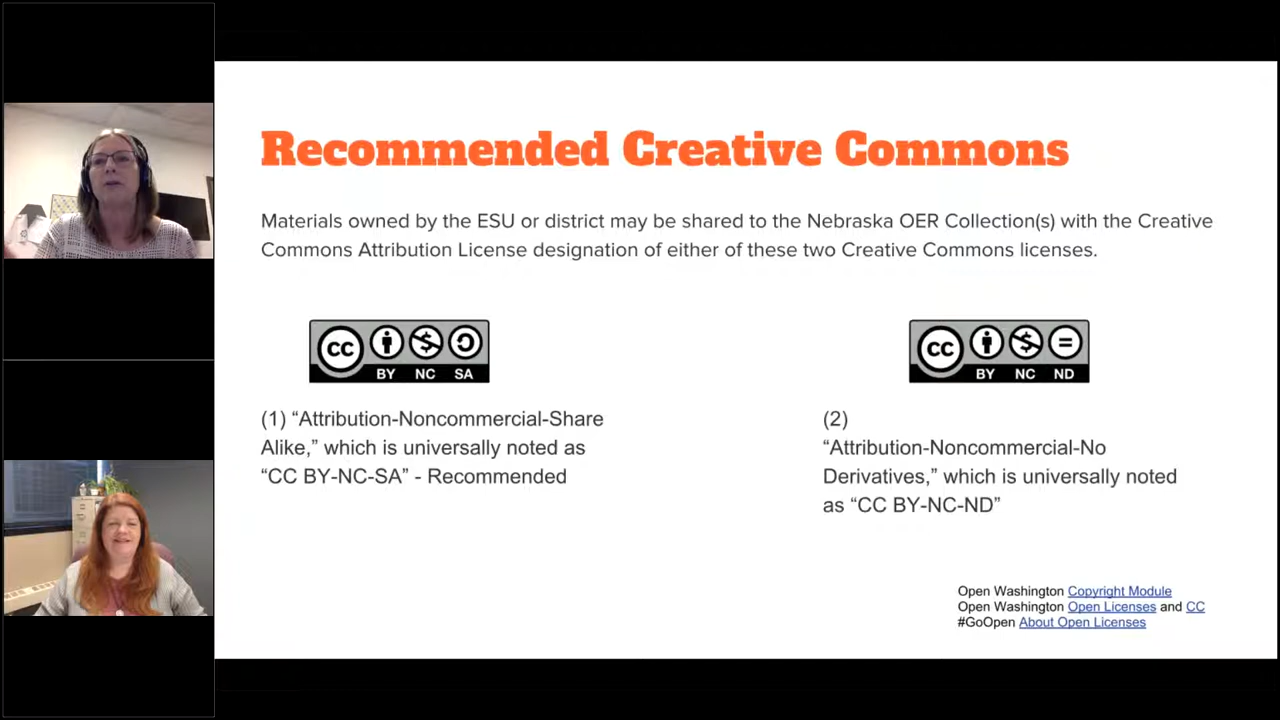 Recommended Creative Commons
Materials owned by the ESU or district may be shared to the Nebraska OER Collection(s) with the Creative
Commons Attribution License designation of either of these two Creative Commons licenses.
CC BY NC SA
CC BY NC ND
(1) “Attribution-Noncommercial-Share
Alike,” which is universally noted as
“CC BY-NC-SA” - Recommended
(2)
“Attribution-Noncommercial-No
Derivatives,” which is universally noted
as “CC BY-NC-ND”
Open Washington Copyright Module
Open Washington Open Licenses and CC
#GoOpen About Open Licenses